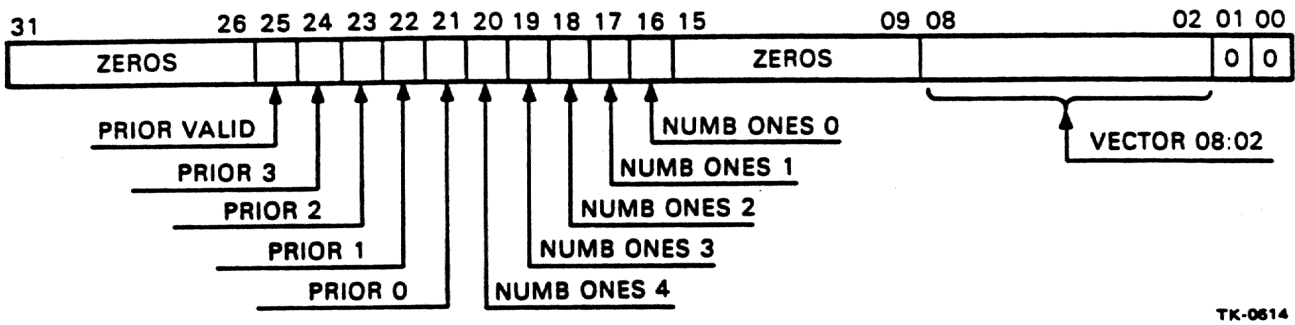 31 26 25 24 23 22 21 20 19 18 17 16 15 09 08 02 01 00
ZEROS ZEROS 0 0
PRIOR VALID NUMB ONES 0 VECTOR 08:02
PRIOR 3 NUMB ONES 1
PRIOR 2 NUMB ONES 2
PRIOR 1 NUMB ONES 3
PRIOR 0 NUMB ONES 4
TK-0614